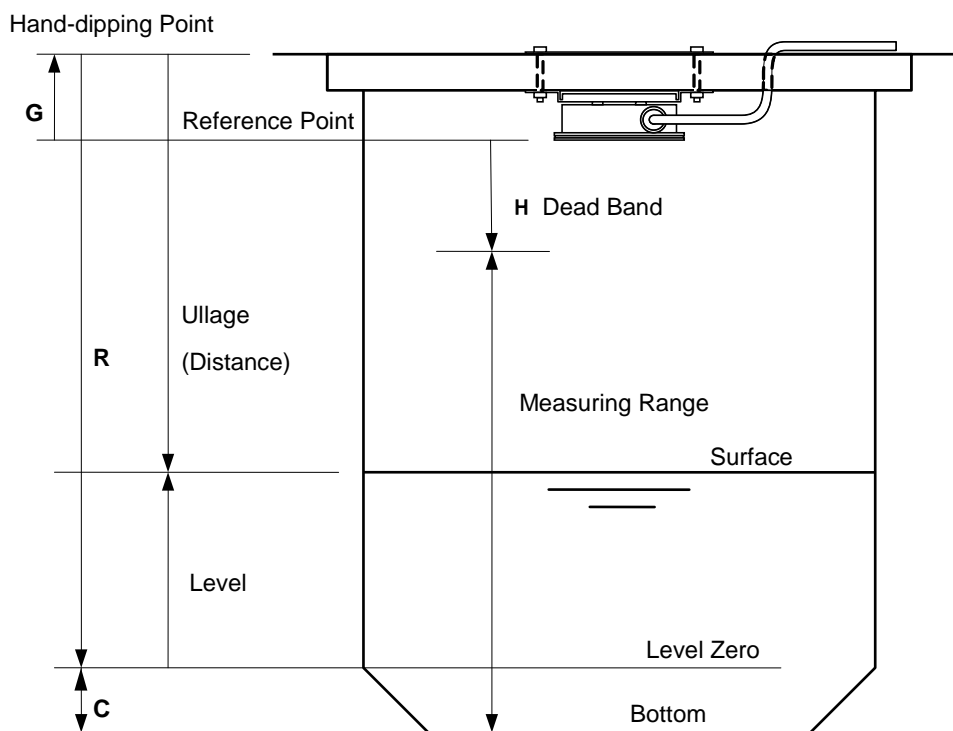 Hand-dipping Point
G
Reference Point
H Dead Band
Ullage
(Distance)
R
Measuring Range
Surface
Level
Level Zero
C
Bottom